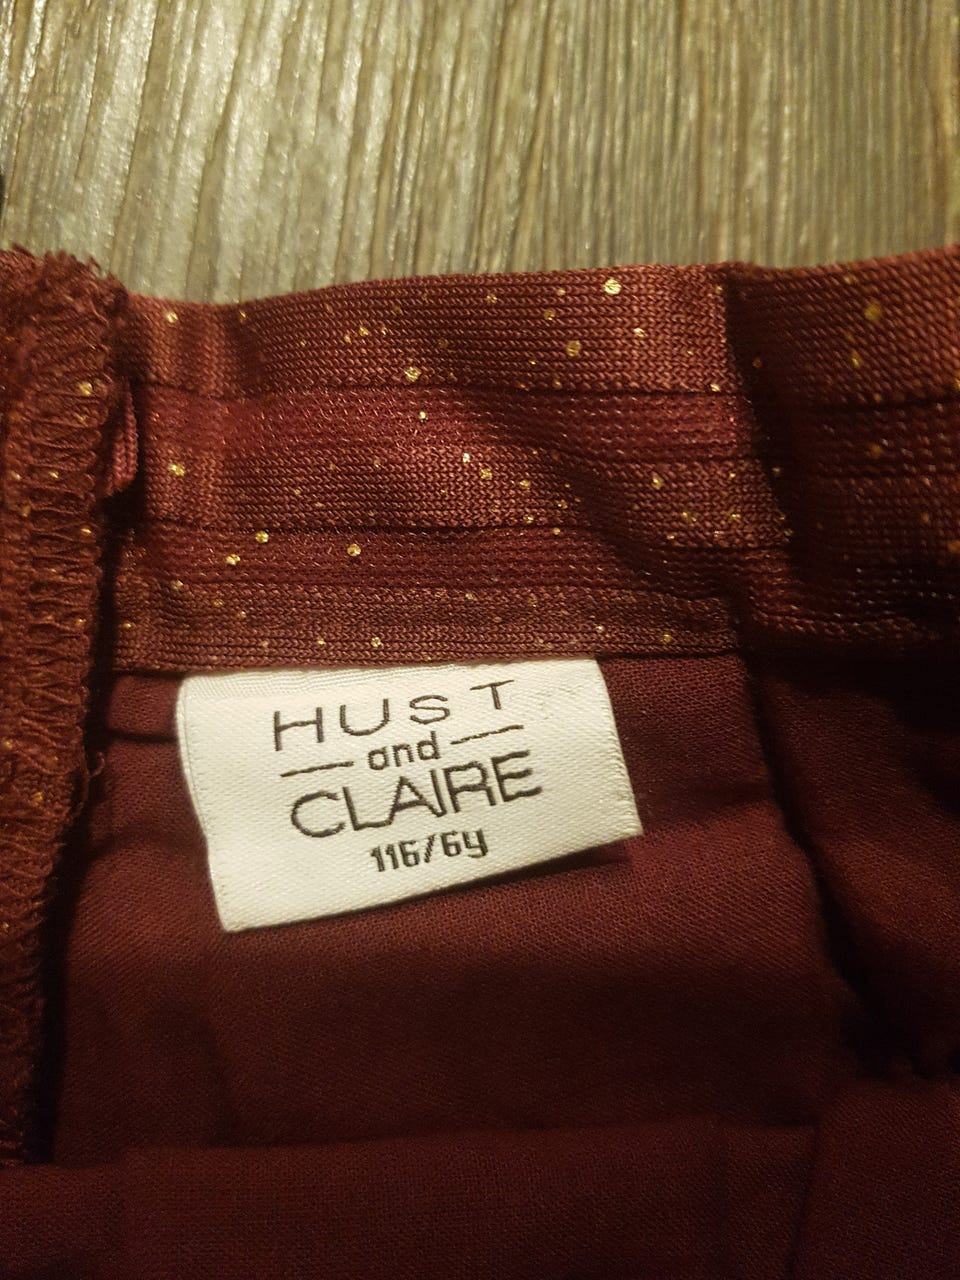 HUST
and
CLAIRE
116/6y